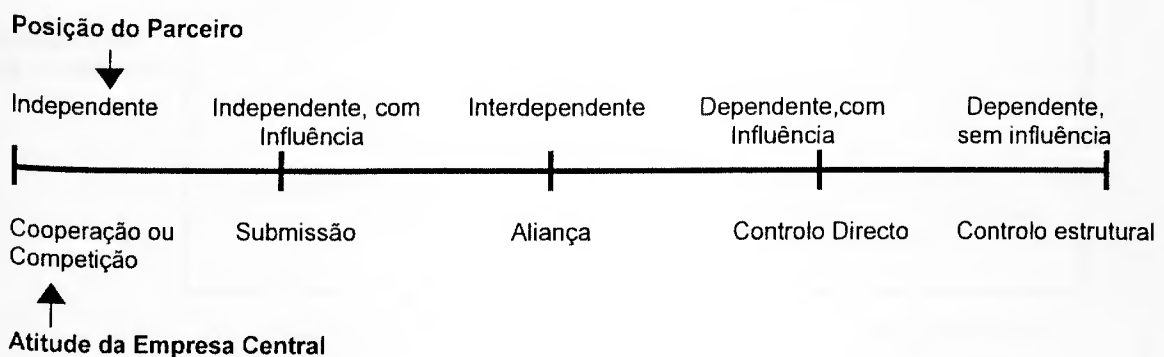 Posição do Parceiro
Independente
Independente, com
Influência
Interdependente
Dependente,com
Influência
Dependente,
sem influência
Cooperação ou
Competição
Submissão
Aliança
Controlo Directo
Controlo estrutural
Atitude da Empresa Central